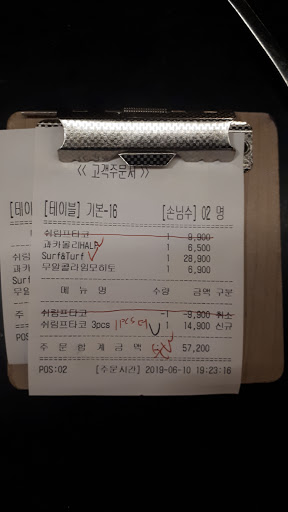 << 고객주문서 >>
[테이블] 기본-16 [손님수] 02 명
쉬림프타코 1 9,900
과카몰리HALF 1 6,500
Surf&Turf 1 28,900
무알콜라임모히토 1 6,900
메 뉴 명 수량 금액 구분
쉬림프타코 -1 -9,900 취소
쉬림프타코 3pcs 1 14,900 신규
주 문 합 계 금 액 57,200
POS:02 [주문시간] 2019-06-10 19:23:16